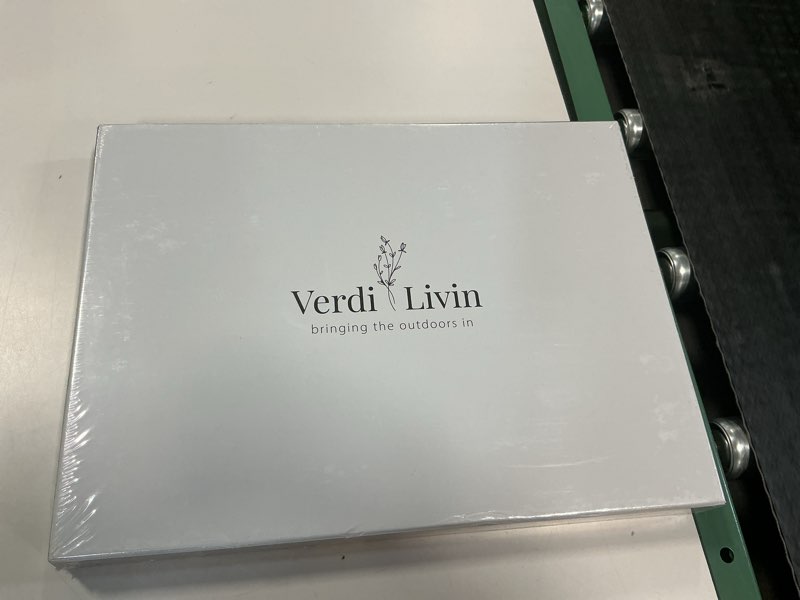 Verdi Livin
bringing the outdoors in